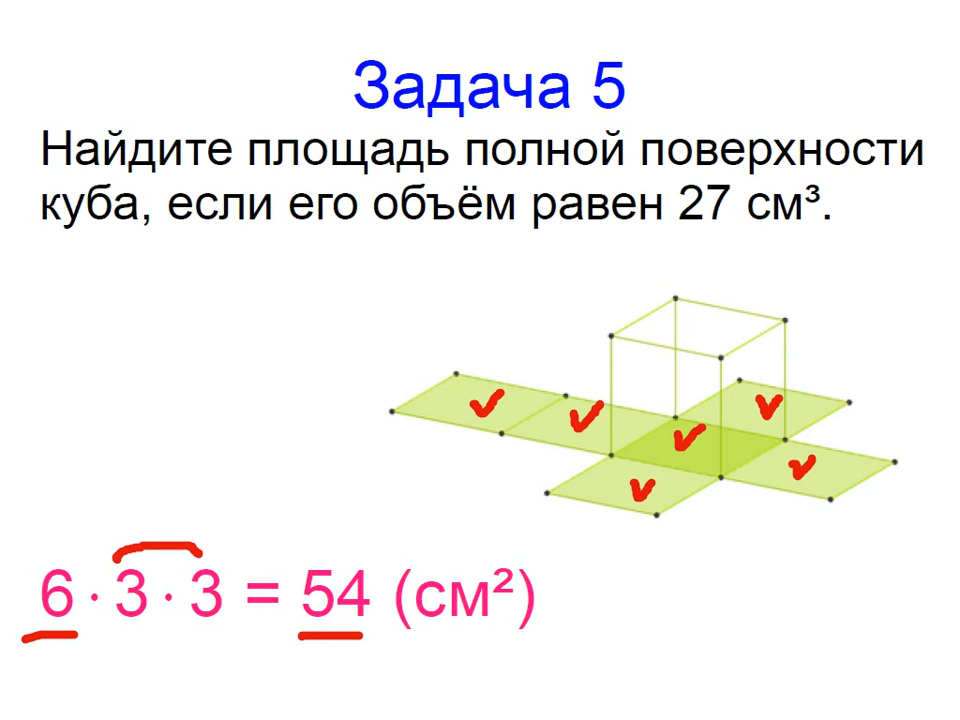 Задача 5
Найдите площадь полной поверхности
куба, если его объём равен 27 см³.
6 · 3 · 3 = 54 (см²)